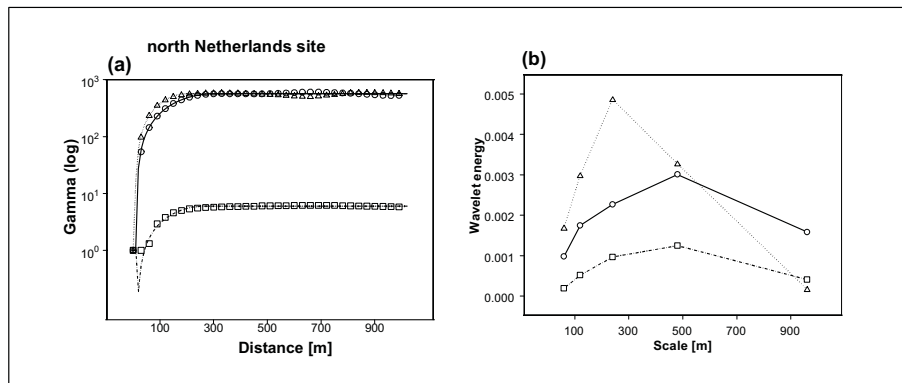 north Netherlands site
(a)
Gamma (log)
10³
10²
10¹
10⁰
100 300 500 700 900
Distance [m]
(b)
Wavelet energy
0.005
0.004
0.003
0.002
0.001
0.000
100 300 500 700 900
Scale [m]